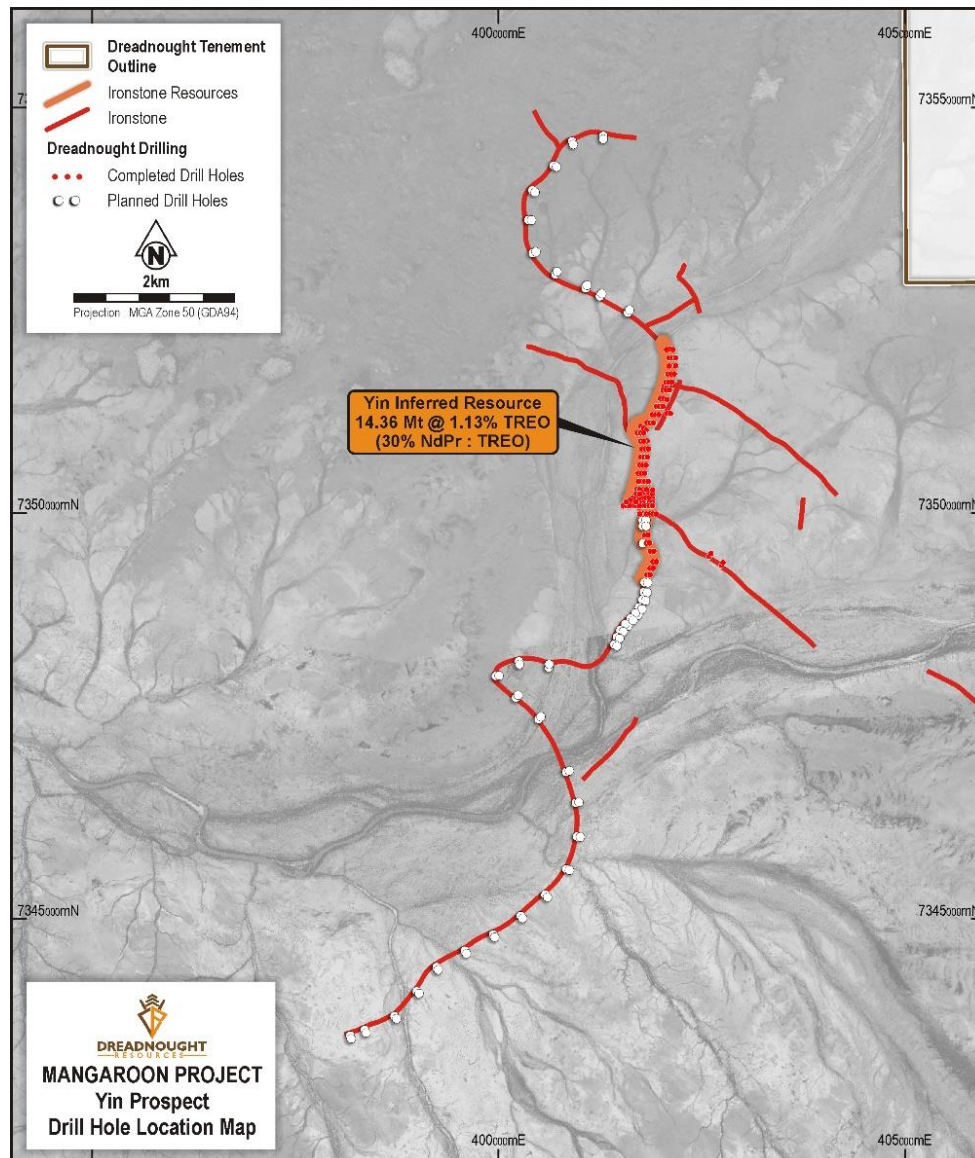 400000mE
405000mE
Dreadnought Tenement
Outline
Ironstone Resources
Ironstone
Dreadnought Drilling
Completed Drill Holes
Planned Drill Holes
N
2km
Projection : MGA Zone 50 (GDA94)
7355000mN
Yin Inferred Resource
14.36 Mt @ 1.13% TREO
(30% NdPr : TREO)
7350000mN
7350000mN
7345000mN
7345000mN
DREADNOUGHT
RESOURCES
MANGAROON PROJECT
Yin Prospect
Drill Hole Location Map
400000mE
405000mE